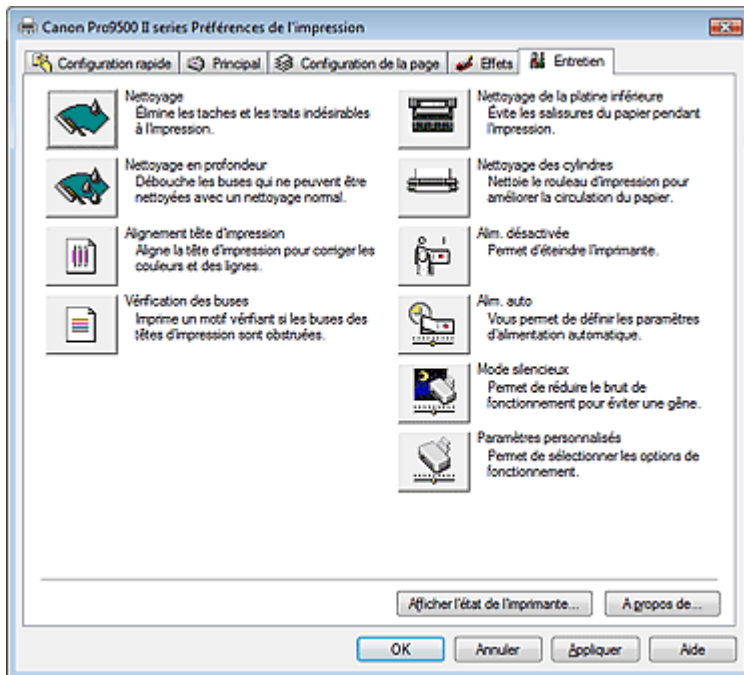 Canon Pro9500 II series Préférences de l'impression
Configuration rapide
Principal
Configuration de la page
Effets
Entretien
Nettoyage
Élimine les taches et les traits indésirables
à l'impression.
Nettoyage en profondeur
Débouche les buses qui ne peuvent être
nettoyées avec un nettoyage normal.
Alignement tête d'impression
Aligne la tête d'impression pour corriger les
couleurs et des lignes.
Vérification des buses
Imprime un motif vérifiant si les buses des
têtes d'impression sont obstruées.
Nettoyage de la platine inférieure
Évite les salissures du papier pendant
l'impression.
Nettoyage des cylindres
Nettoie le rouleau d'impression pour
améliorer la circulation du papier.
Alim. désactivée
Permet d'éteindre l'imprimante.
Alim. auto
Vous permet de définir les paramètres
d'alimentation automatique.
Mode silencieux
Permet de réduire le bruit de
fonctionnement pour éviter une gêne.
Paramètres personnalisés
Permet de sélectionner les options de
fonctionnement.
Afficher l'état de l'imprimante...
A propos de...
OK
Annuler
Appliquer
Aide